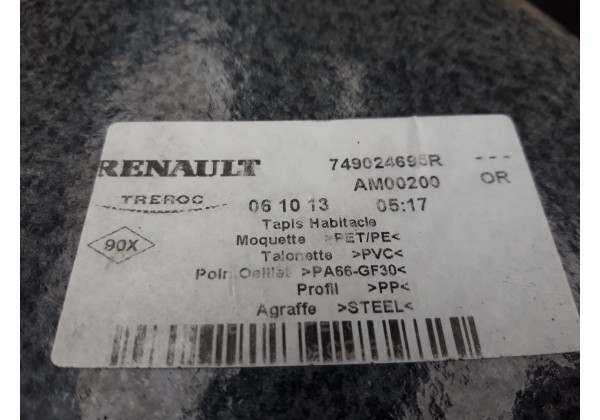 RENAULT 749024695R ---
TREROC AM00200 OR
06 10 13 05:17
Tapis Habitacle
90X
Moquette >PET/PE<
Talonette >PVC<
Oeillet >PA66-GF30<
Profil >PP<
Agraffe >STEEL<